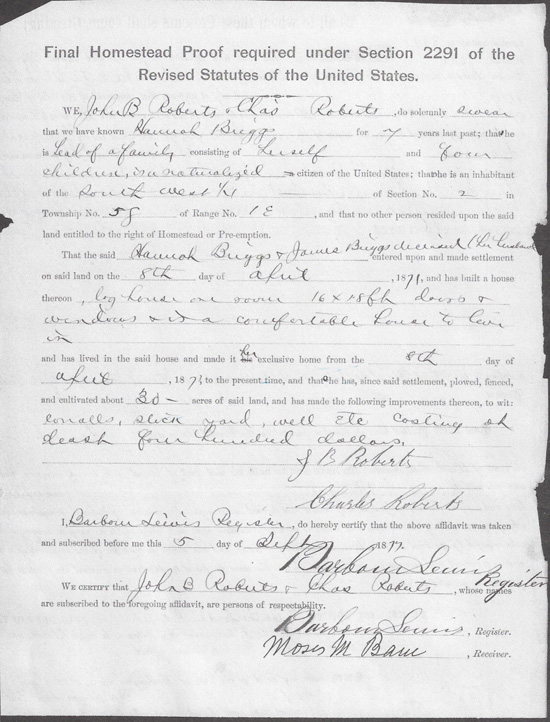 Final Homestead Proof required under Section 2291 of the
Revised Statutes of the United States.
WE, John B Roberts & Chas Roberts, do solemnly swear
that we have known Hannah Briggs for 7 years last post; that she
is head of a family consisting of herself and four
children, is a naturalized citizen of the United States; that she is an inhabitant
of the South West 1/4 of Section No. 2 in
Township No. 5 S of Range No. 1 E, and that no other person resided upon the said
land entitled to the right of Homestead or Pre-emption.
That the said Hannah Briggs & James Briggs deceised (her husband entered upon and made settlement
on said land on the 8th day of April, 1871, and has built a house
thereon, log house one room 16 x 18 ft doors &
windows & is a comfortable house to live
in
and has lived in the said house and made it her exclusive home from the 8th day of
April, 1871 to the present time, and that she has, since said settlement, plowed, fenced,
and cultivated about 30 - acres of said land, and has made the following improvements thereon, to wit:
coralls, stack yard, well etc costing at
least four hundred dollars.
J B Roberts
Charles Roberts
I, Barbour Lewis Register, do hereby certify that the above affidavit was taken
and subscribed before me this 5 day of Sept 1877.
Barbour Lewis Register
WE CERTIFY that John B Roberts & Chas Roberts, whose names
are subscribed to the foregoing affidavit, are persons of respectability.
Barbour Lewis, Register.
Moses M Bane, Receiver.